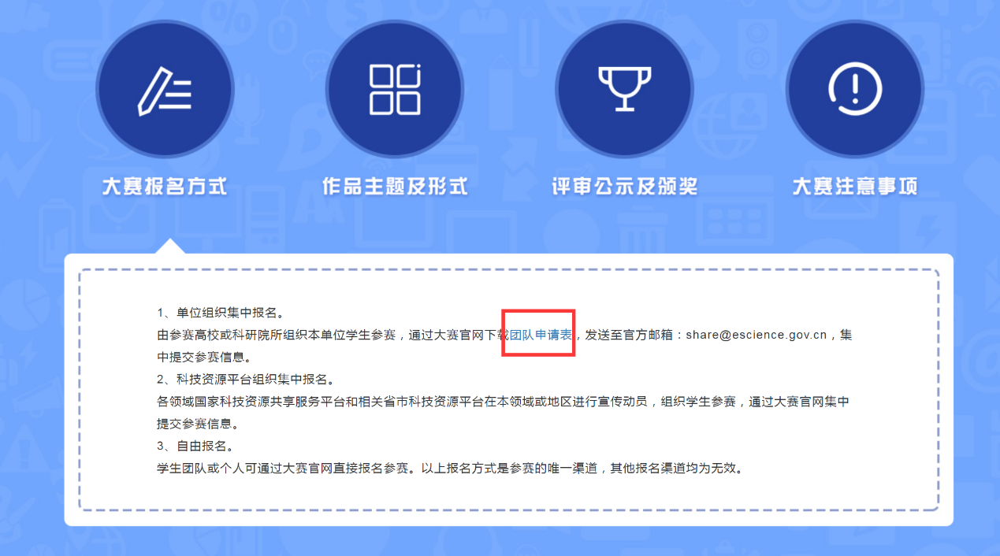 大赛报名方式
作品主题及形式
评审公示及颁奖
大赛注意事项
1、单位组织集中报名。
由参赛高校或科研院所组织本单位学生参赛，通过大赛官网下载团队申请表，发送至官方邮箱：share@escience.gov.cn，集
中提交参赛信息。
2、科技资源平台组织集中报名。
各领域国家科技资源共享服务平台和相关省市科技资源平台在本领域或地区进行宣传动员，组织学生参赛，通过大赛官网集中
提交参赛信息。
3、自由报名。
学生团队或个人可通过大赛官网直接报名参赛。以上报名方式是参赛的唯一渠道，其他报名渠道均为无效。